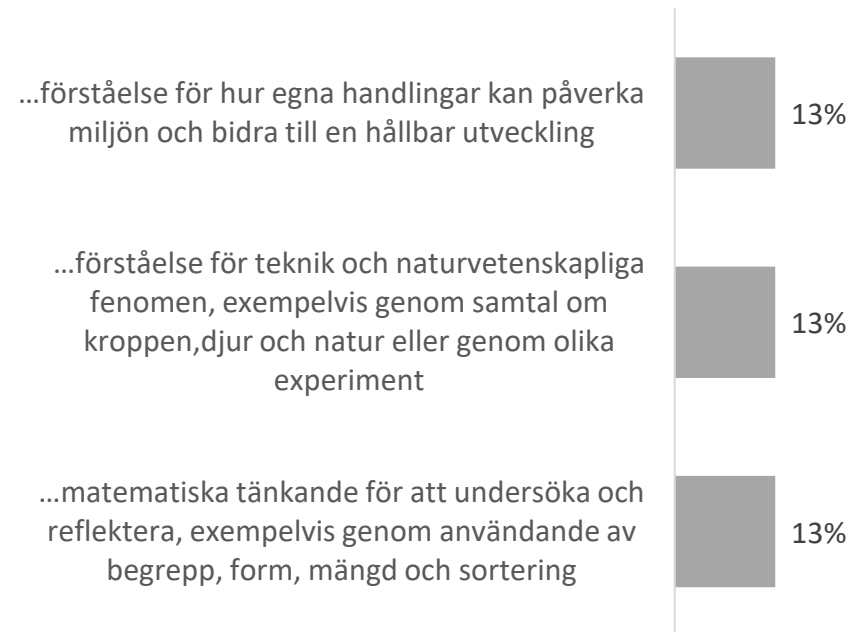 …förståelse för hur egna handlingar kan påverka
miljön och bidra till en hållbar utveckling
13%
…förståelse för teknik och naturvetenskapliga
fenomen, exempelvis genom samtal om
kroppen,djur och natur eller genom olika
experiment
13%
…matematiska tänkande för att undersöka och
reflektera, exempelvis genom användande av
begrepp, form, mängd och sortering
13%